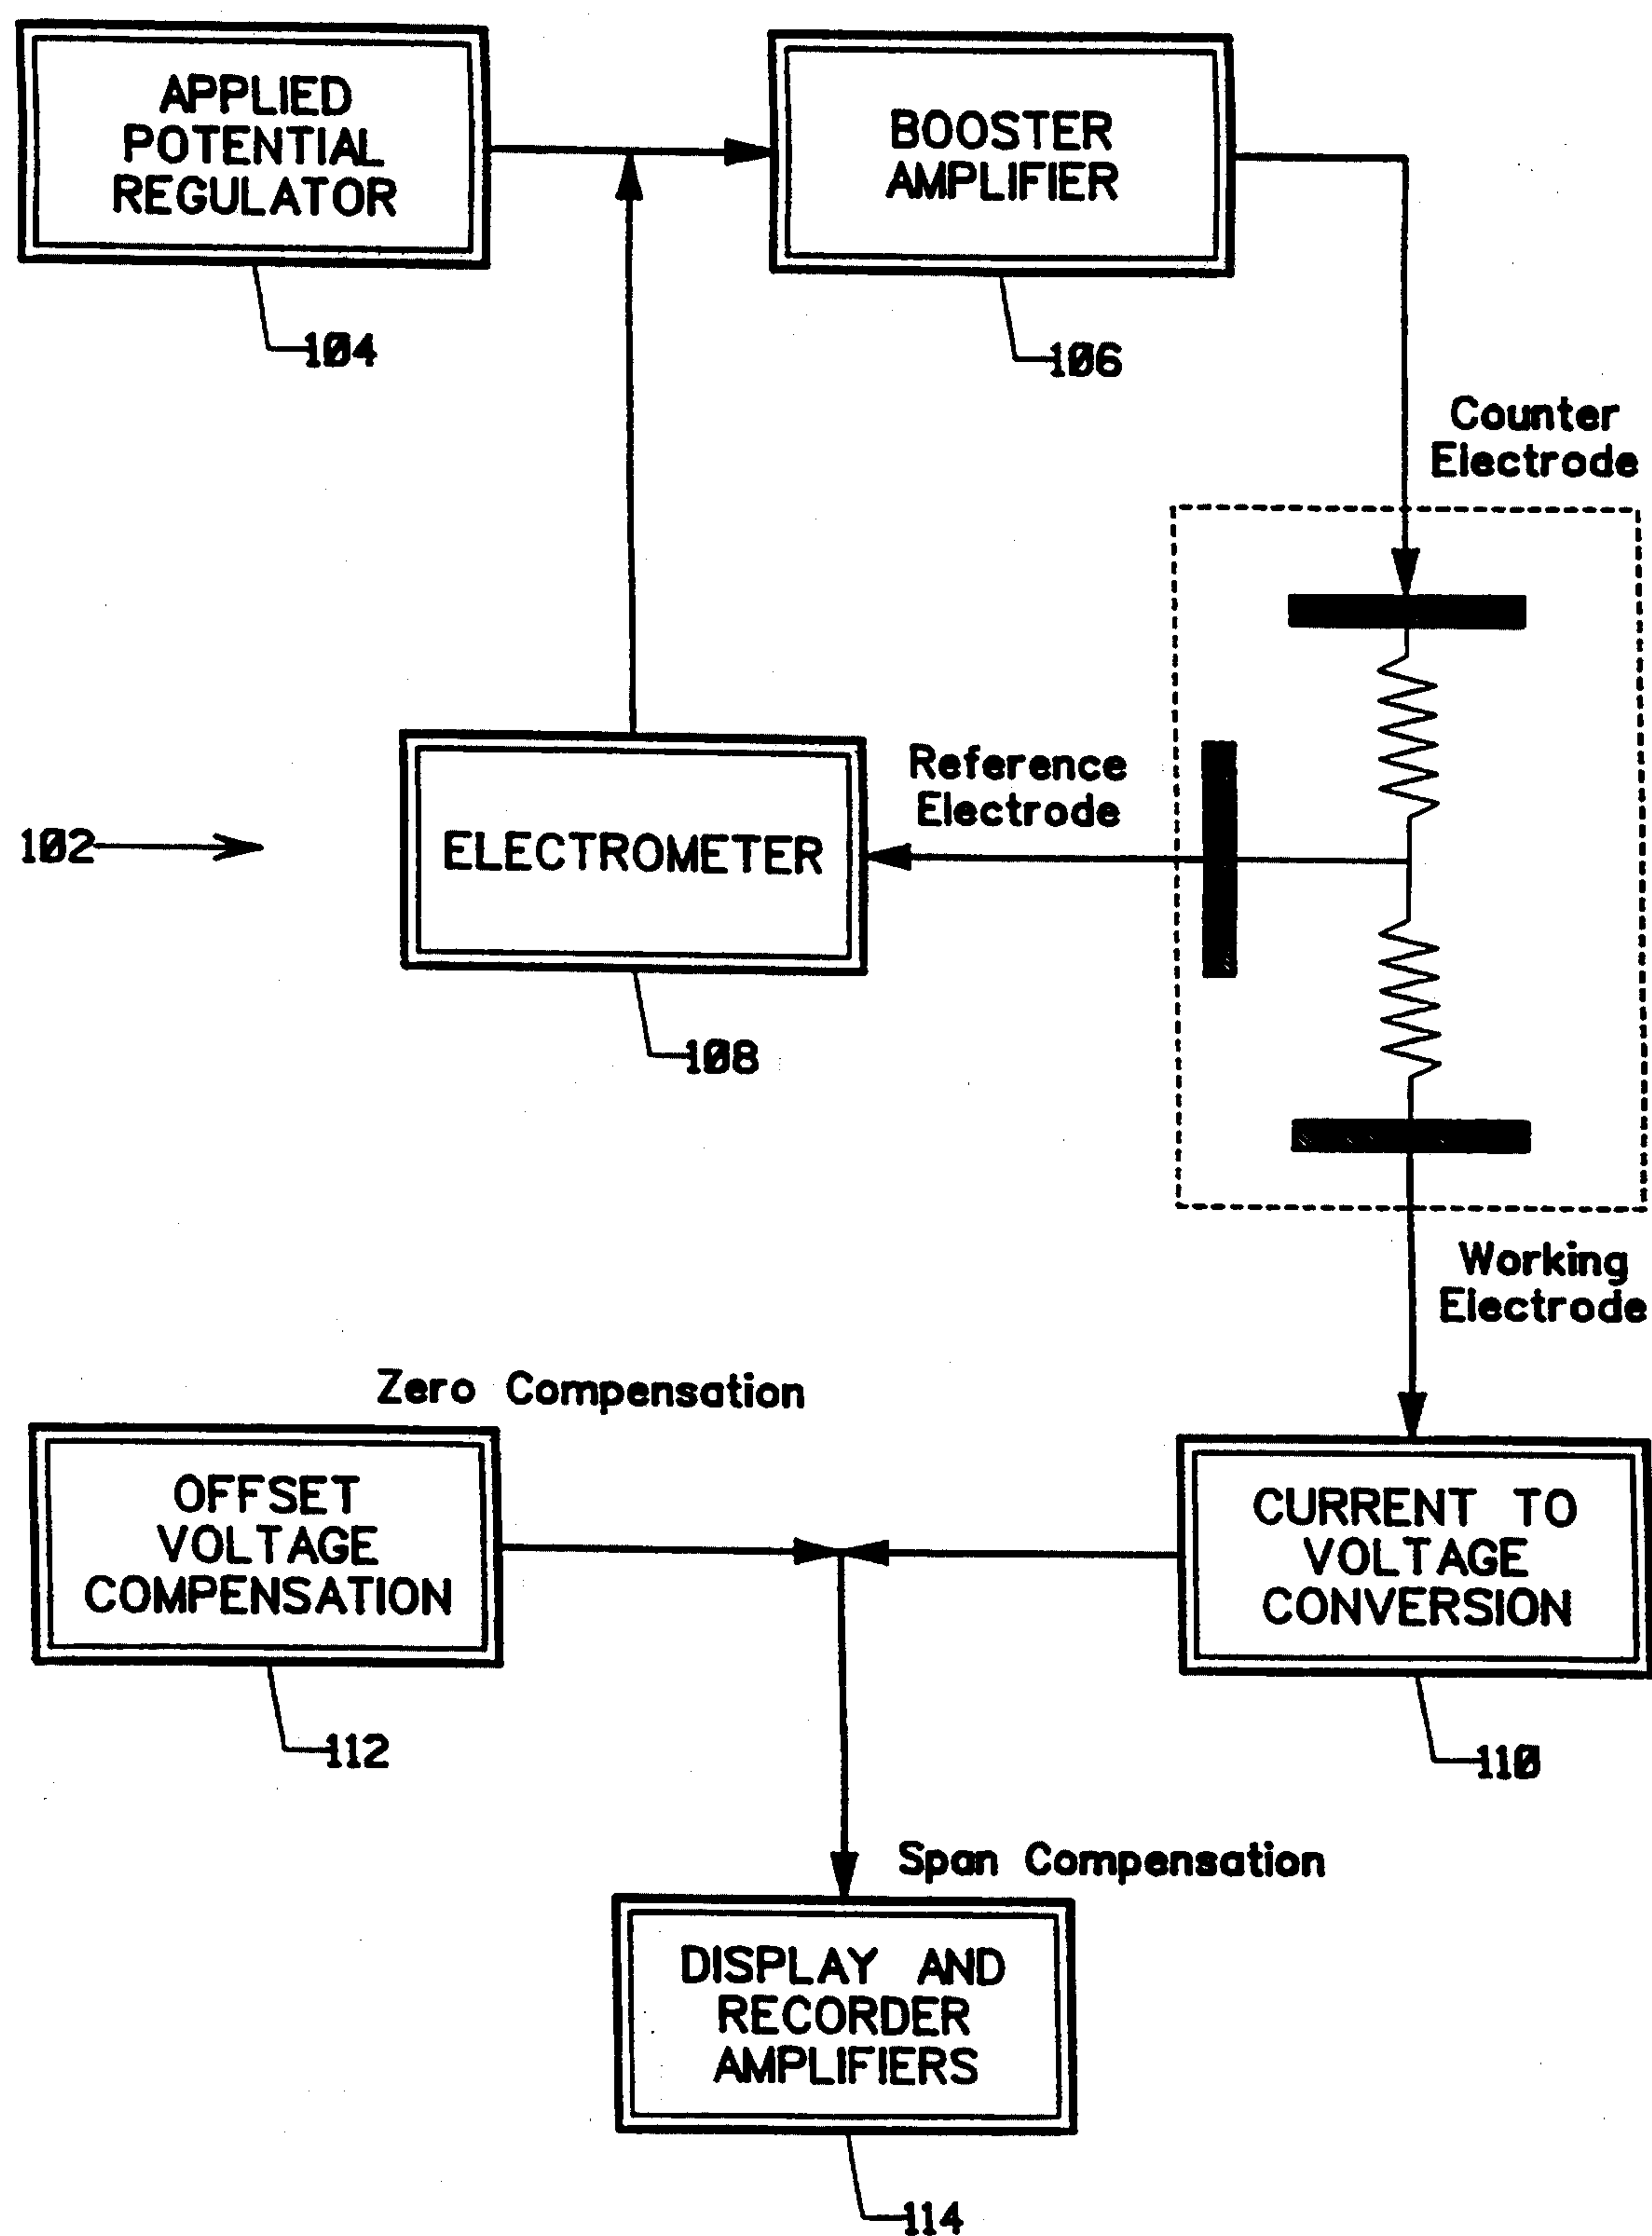 APPLIED
POTENTIAL
REGULATOR
104
BOOSTER
AMPLIFIER
106
Counter
Electrode
Reference
Electrode
102
ELECTROMETER
108
Working
Electrode
Zero Compensation
OFFSET
VOLTAGE
COMPENSATION
112
CURRENT TO
VOLTAGE
CONVERSION
110
Span Compensation
DISPLAY AND
RECORDER
AMPLIFIERS
114